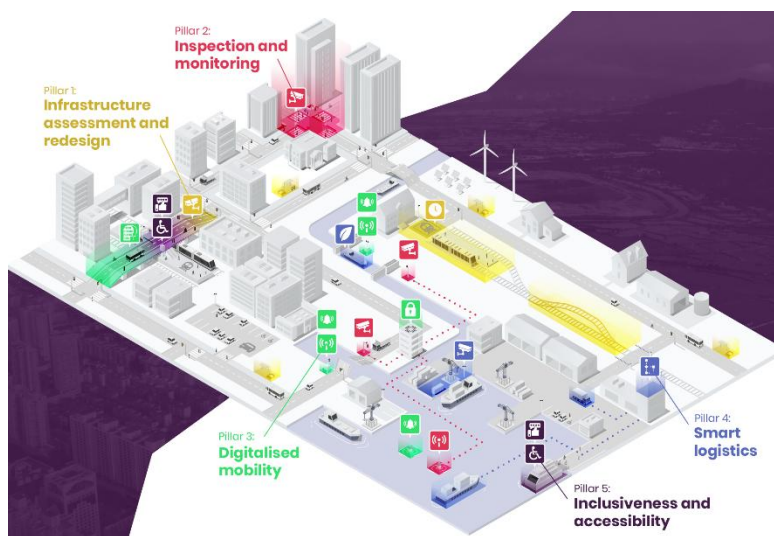 Pillar 2:
Inspection and
monitoring
Pillar 1:
Infrastructure
assessment and
redesign
Pillar 3:
Digitalised
mobility
Pillar 4:
Smart
logistics
Pillar 5:
Inclusiveness and
accessibility